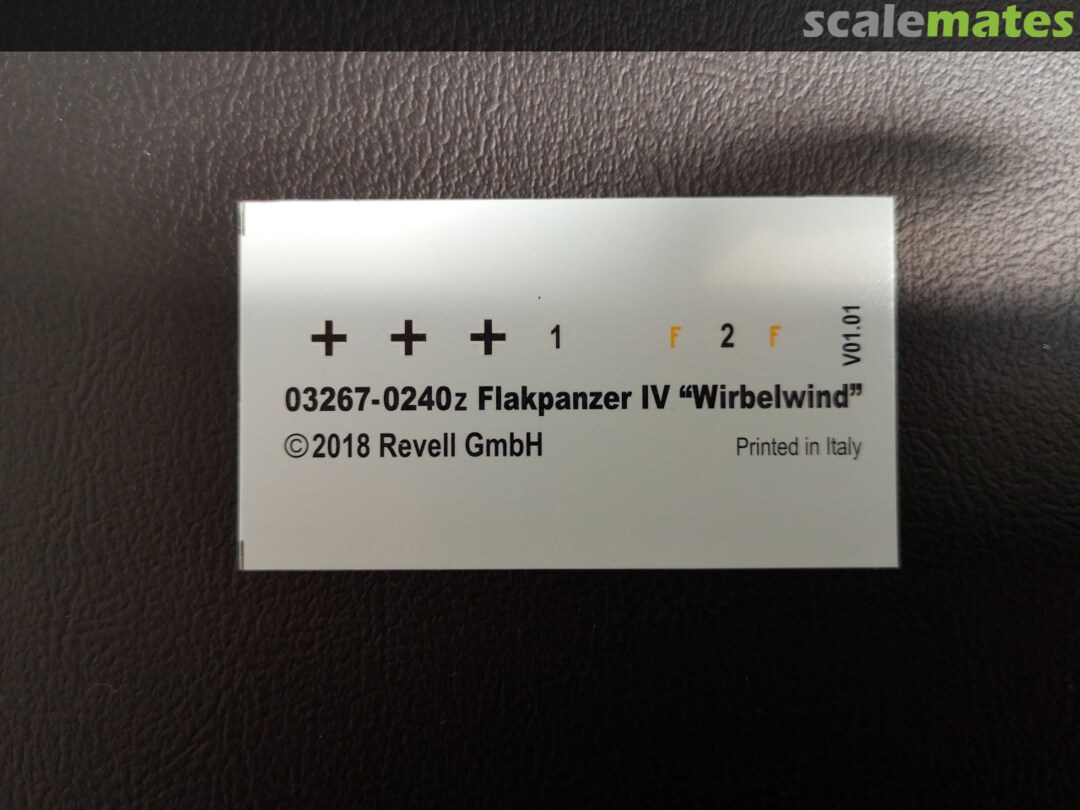 scalemates
1 F 2 F
V01.01
03267-0240z Flakpanzer IV “Wirbelwind”
©2018 Revell GmbH
Printed in Italy